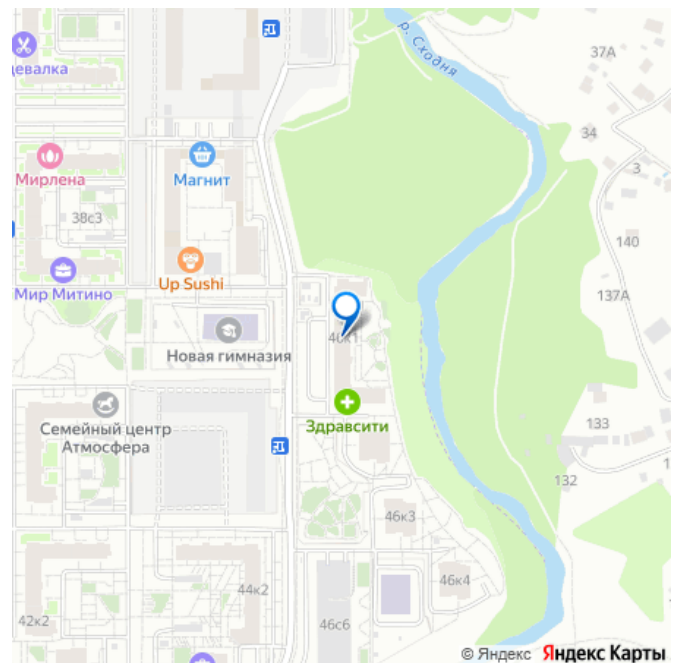 р. Сходня
37А
девалка
34
3
Мирлена
Магнит
38с3
140
Мир Митино
Up Sushi
137А
Новая гимназия
40к1
Здравсити
Семейный центр
Атмосфера
133
132
46к3
44к2
46к4
42к2
46с6
© Яндекс Яндекс Карты